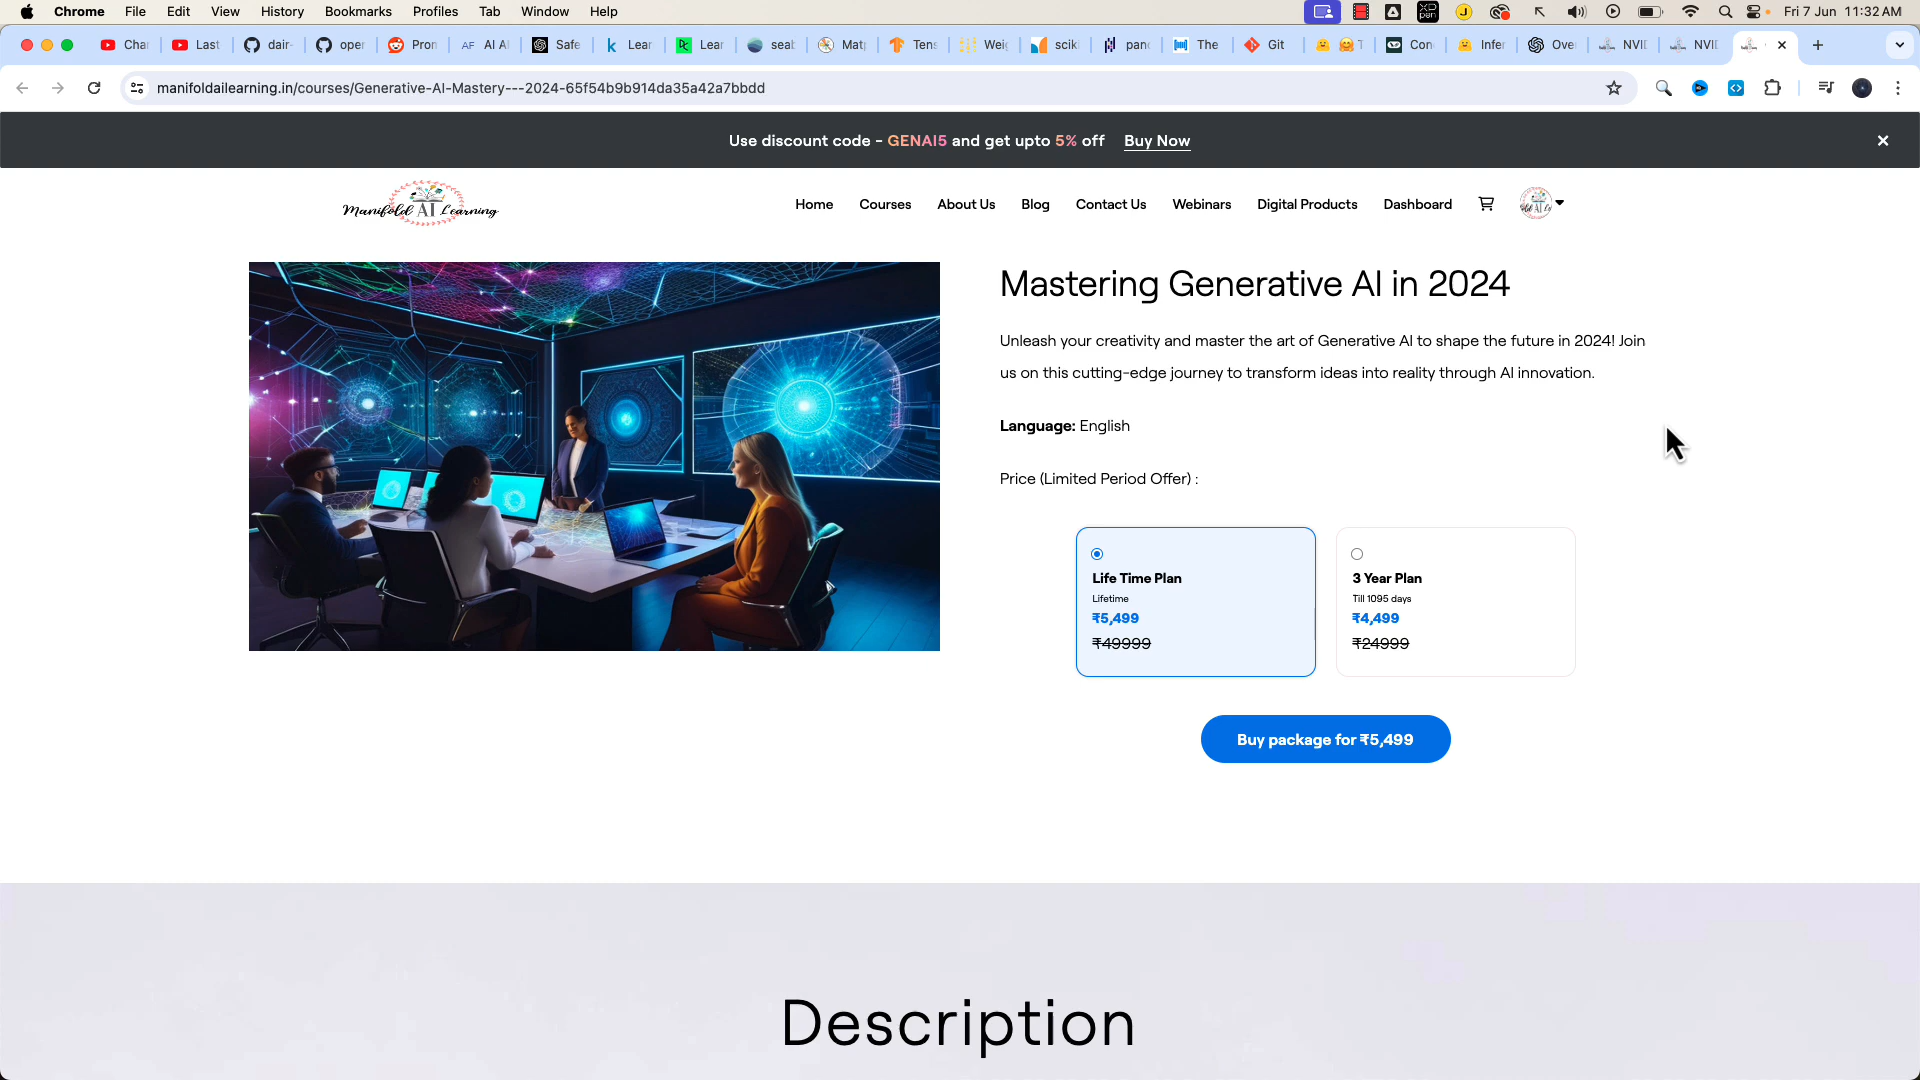 Chrome File Edit View History Bookmarks Profiles Tab Window Help Fri 7 Jun 11:32 AM
Cha Last dair- oper Pron AF AI A Safe Lear Lear seal Mat Tens Weig scik panc The Git T Con Infer Ove NVI NVI
manifoldailearning.in/courses/Generative-AI-Mastery---2024-65f54b9b914da35a42a7bbdd
Use discount code - GENAI5 and get upto 5% off Buy Now
Manifold AI Learning
Home Courses About Us Blog Contact Us Webinars Digital Products Dashboard
Mastering Generative AI in 2024
Unleash your creativity and master the art of Generative AI to shape the future in 2024! Join
us on this cutting-edge journey to transform ideas into reality through AI innovation.
Language: English
Price (Limited Period Offer) :
Life Time Plan
Lifetime
₹5,499
₹49999
3 Year Plan
Till 1095 days
₹4,499
₹24999
Buy package for ₹5,499
Description